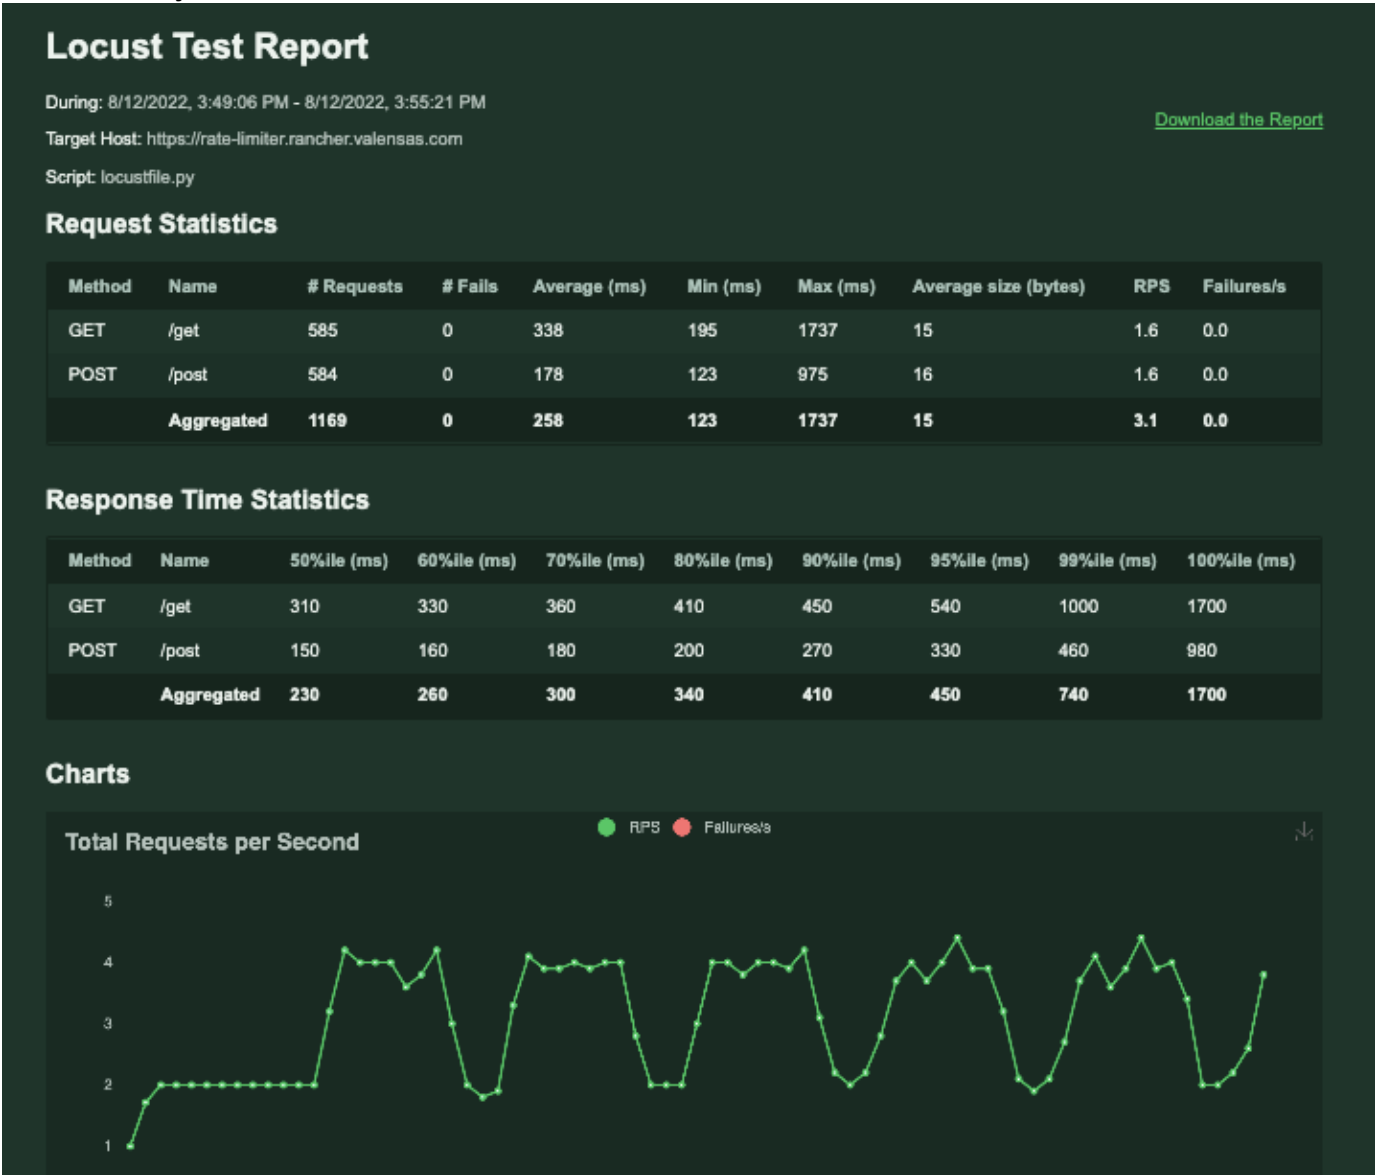 Locust Test Report
During: 8/12/2022, 3:49:06 PM - 8/12/2022, 3:55:21 PM
Download the Report
Target Host: https://rate-limiter.rancher.valensas.com
Script: locustfile.py
Request Statistics
Method Name # Requests # Fails Average (ms) Min (ms) Max (ms) Average size (bytes) RPS Failures/s
GET /get 585 0 338 195 1737 15 1.6 0.0
POST /post 584 0 178 123 975 16 1.6 0.0
Aggregated 1169 0 258 123 1737 15 3.1 0.0
Response Time Statistics
Method Name 50%ile (ms) 60%ile (ms) 70%ile (ms) 80%ile (ms) 90%ile (ms) 95%ile (ms) 99%ile (ms) 100%ile (ms)
GET /get 310 330 360 410 450 540 1000 1700
POST /post 150 160 180 200 270 330 460 980
Aggregated 230 260 300 340 410 450 740 1700
Charts
RPS Failures/s
Total Requests per Second
5
4
3
2
1